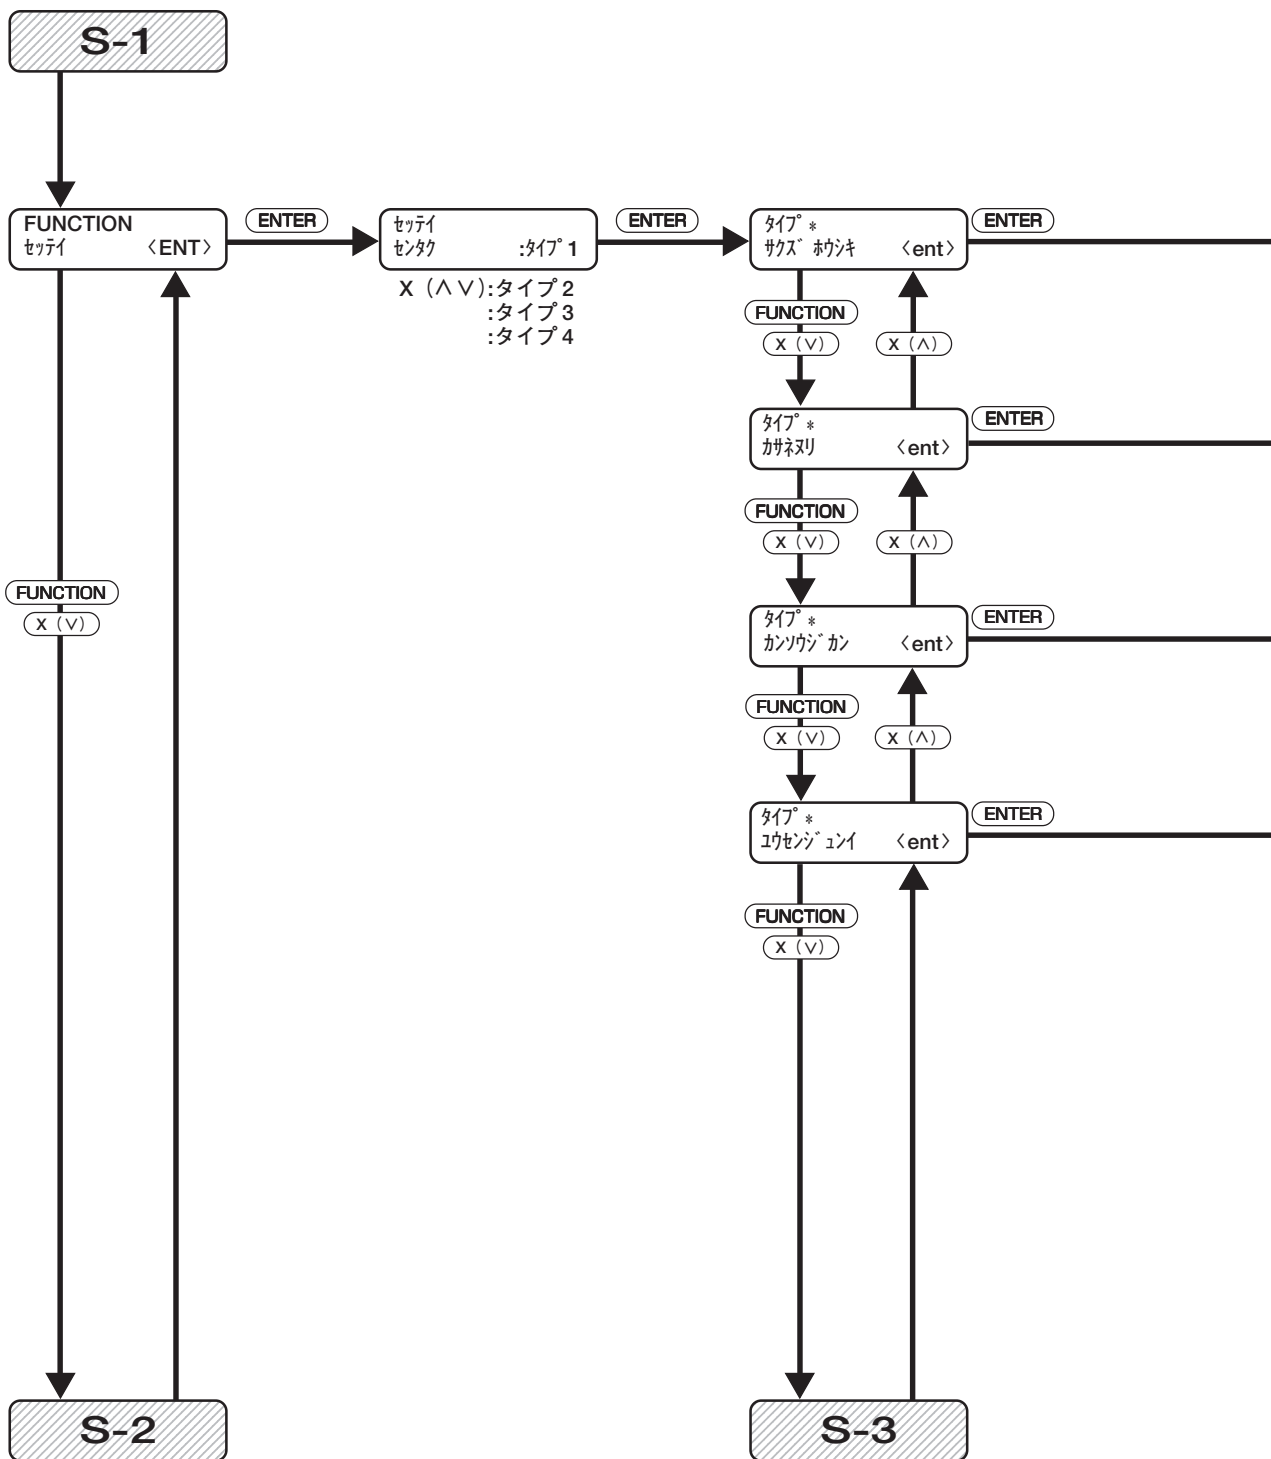 S-1
FUNCTION
ｾｯﾃｲ 〈ENT〉
ENTER
ｾｯﾃｲ
ｾﾝﾀｸ :ﾀｲﾌﾟ1
X (∧∨):タイプ2
:タイプ3
:タイプ4
ENTER
ﾀｲﾌﾟ *
ｻｸｽﾞ ﾎｳｼｷ 〈ent〉
ENTER
FUNCTION
X (∨)
X (∧)
ﾀｲﾌﾟ *
ｶｻﾈﾇﾘ 〈ent〉
ENTER
FUNCTION
X (∨)
X (∧)
FUNCTION
X (∨)
ﾀｲﾌﾟ *
ｶﾝｿｳｼﾞｶﾝ 〈ent〉
ENTER
FUNCTION
X (∨)
X (∧)
ﾀｲﾌﾟ *
ﾕｳｾﾝｼﾞｭﾝｲ 〈ent〉
ENTER
FUNCTION
X (∨)
S-2
S-3